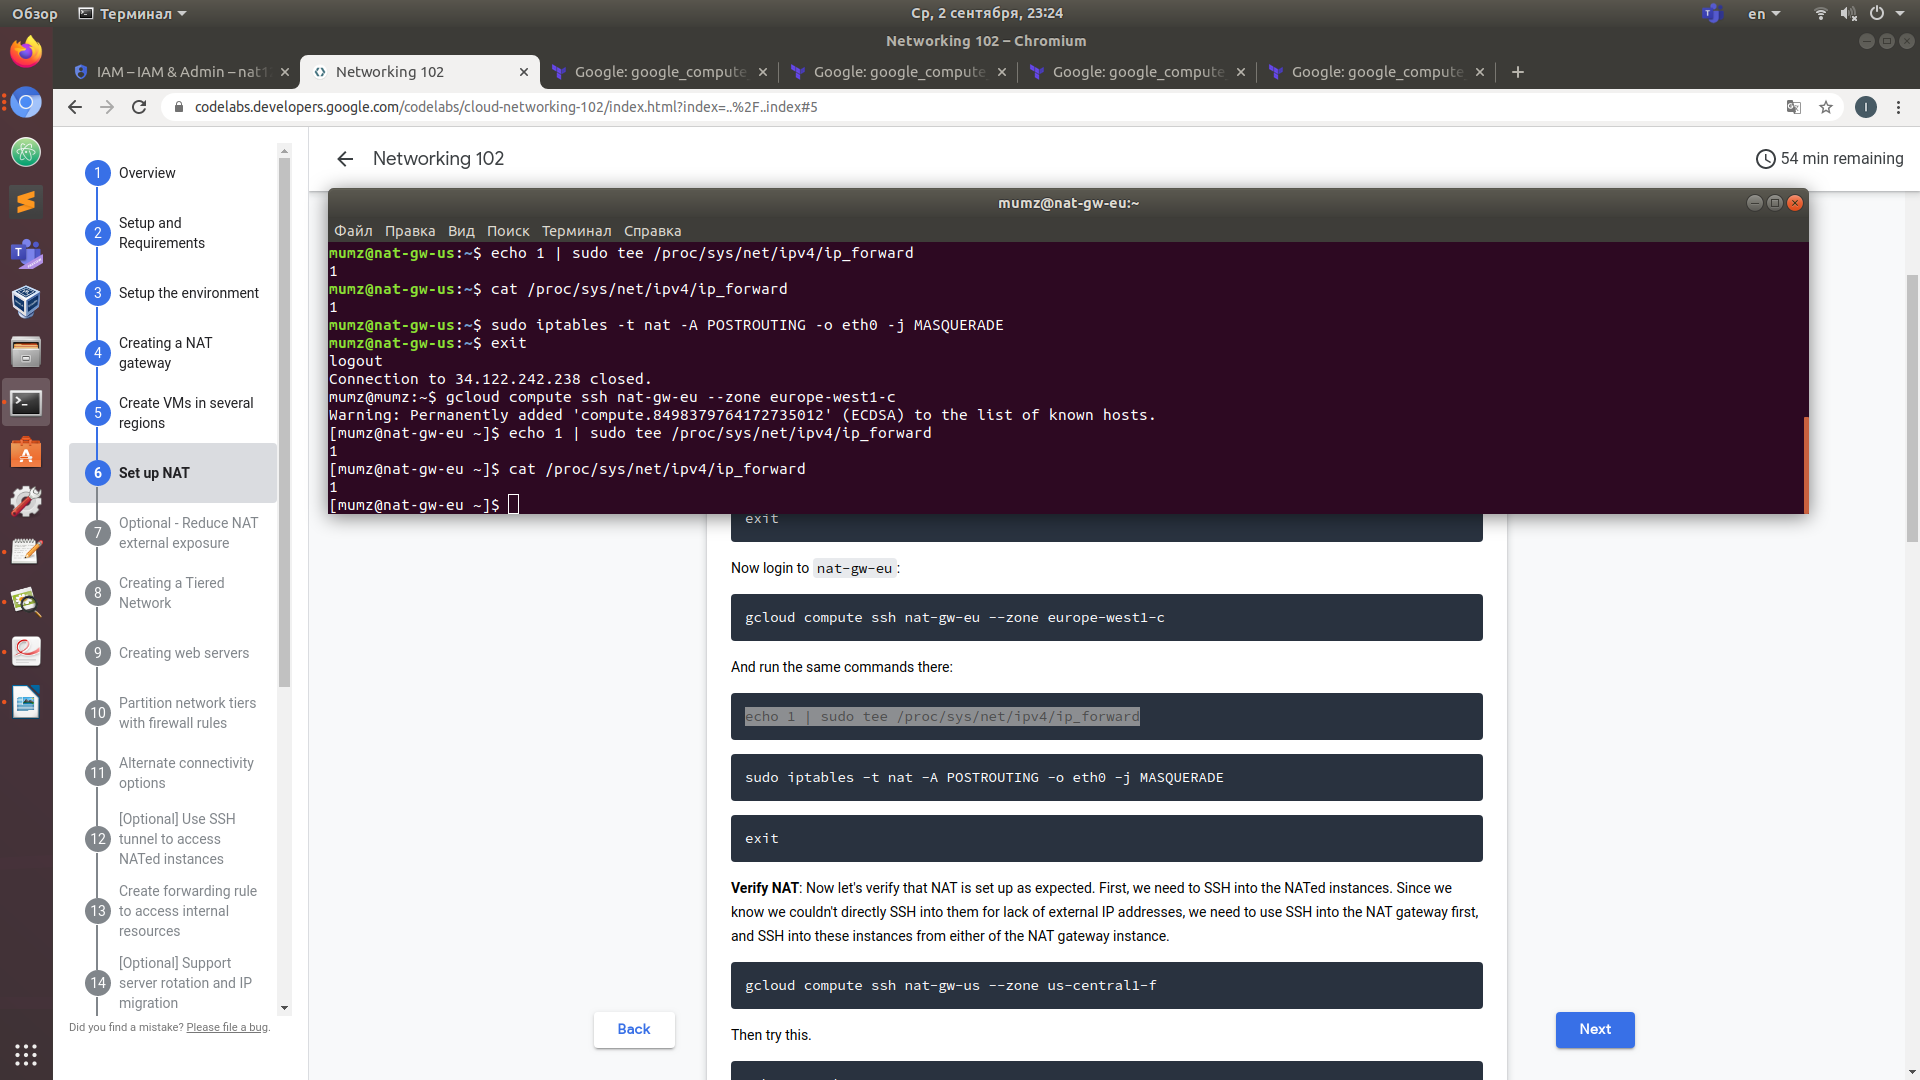 Обзор
Терминал
Ср, 2 сентября, 23:24
en
Networking 102 – Chromium
IAM – IAM & Admin – nat1
Networking 102
Google: google_compute
Google: google_compute
Google: google_compute
Google: google_compute
codelabs.developers.google.com/codelabs/cloud-networking-102/index.html?index=..%2F..index#5
I
Networking 102
54 min remaining
1 Overview
2 Setup and
Requirements
3 Setup the environment
4 Creating a NAT
gateway
5 Create VMs in several
regions
6 Set up NAT
7 Optional - Reduce NAT
external exposure
8 Creating a Tiered
Network
9 Creating web servers
10 Partition network tiers
with firewall rules
11 Alternate connectivity
options
12 [Optional] Use SSH
tunnel to access
NATed instances
13 Create forwarding rule
to access internal
resources
14 [Optional] Support
server rotation and IP
migration
Did you find a mistake? Please file a bug.
mumz@nat-gw-eu:~
Файл Правка Вид Поиск Терминал Справка
mumz@nat-gw-us:~$ echo 1 | sudo tee /proc/sys/net/ipv4/ip_forward
1
mumz@nat-gw-us:~$ cat /proc/sys/net/ipv4/ip_forward
1
mumz@nat-gw-us:~$ sudo iptables -t nat -A POSTROUTING -o eth0 -j MASQUERADE
mumz@nat-gw-us:~$ exit
logout
Connection to 34.122.242.238 closed.
mumz@mumz:~$ gcloud compute ssh nat-gw-eu --zone europe-west1-c
Warning: Permanently added 'compute.8498379764172735012' (ECDSA) to the list of known hosts.
[mumz@nat-gw-eu ~]$ echo 1 | sudo tee /proc/sys/net/ipv4/ip_forward
1
[mumz@nat-gw-eu ~]$ cat /proc/sys/net/ipv4/ip_forward
1
[mumz@nat-gw-eu ~]$
exit
Now login to nat-gw-eu:
gcloud compute ssh nat-gw-eu --zone europe-west1-c
And run the same commands there:
echo 1 | sudo tee /proc/sys/net/ipv4/ip_forward
sudo iptables -t nat -A POSTROUTING -o eth0 -j MASQUERADE
exit
Verify NAT: Now let's verify that NAT is set up as expected. First, we need to SSH into the NATed instances. Since we
know we couldn't directly SSH into them for lack of external IP addresses, we need to use SSH into the NAT gateway first,
and SSH into these instances from either of the NAT gateway instance.
gcloud compute ssh nat-gw-us --zone us-central1-f
Then try this.
Back
Next